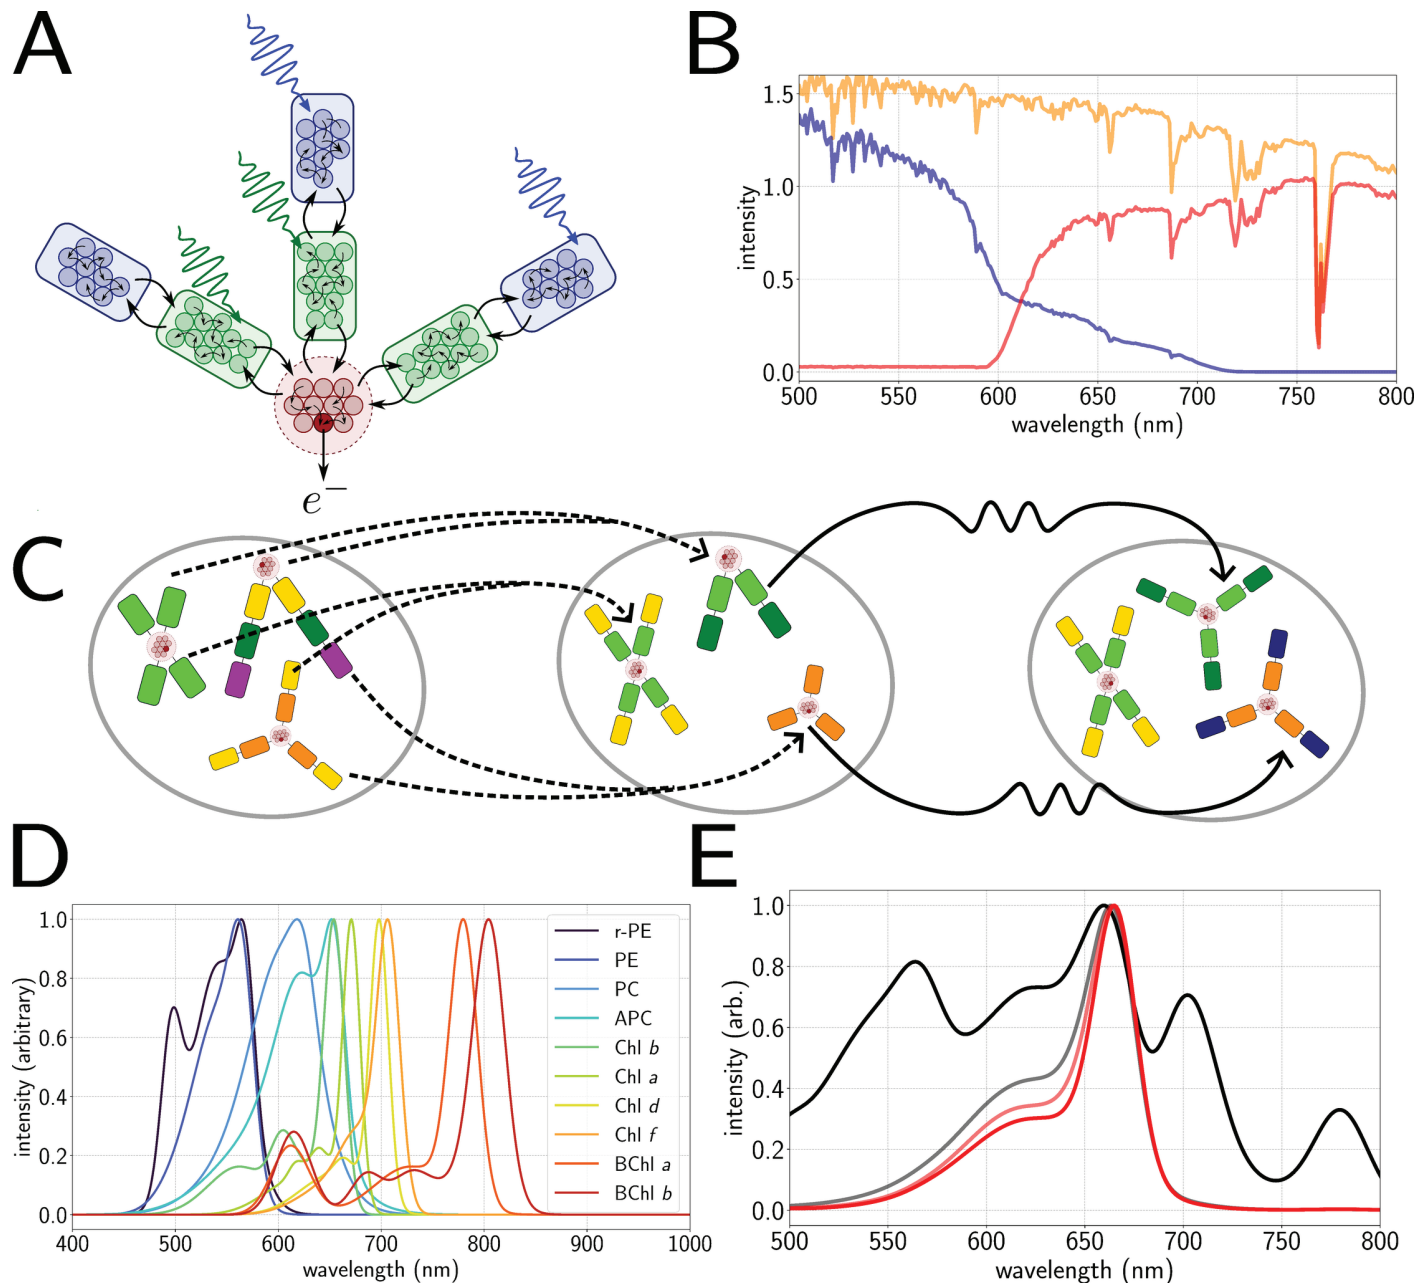 A
e−
B
1.5
1.0
0.5
0.0
intensity
500 550 600 650 700 750 800
wavelength (nm)
C
D
1.0
0.8
0.6
0.4
0.2
0.0
intensity (arbitrary)
r-PE
PE
PC
APC
Chl b
Chl a
Chl d
Chl f
BChl a
BChl b
400 500 600 700 800 900 1000
wavelength (nm)
E
1.0
0.8
0.6
0.4
0.2
0.0
intensity (arb.)
500 550 600 650 700 750 800
wavelength (nm)